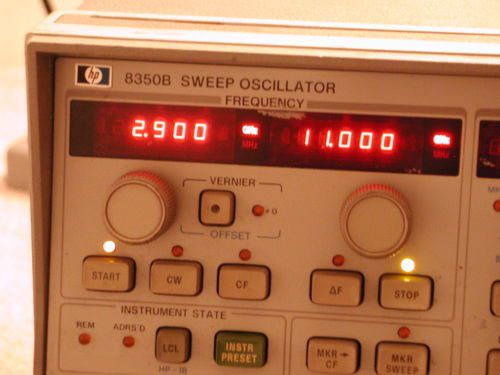 hp 8350B SWEEP OSCILLATOR
FREQUENCY
2.900 GHz 11.000 GHz
MHz MHz
VERNIER
≠0
OFFSET
START CW CF ΔF STOP
INSTRUMENT STATE
REM ADRS'D LCL INSTR PRESET
HP-IB
MKR→ CF
MKR SWEEP